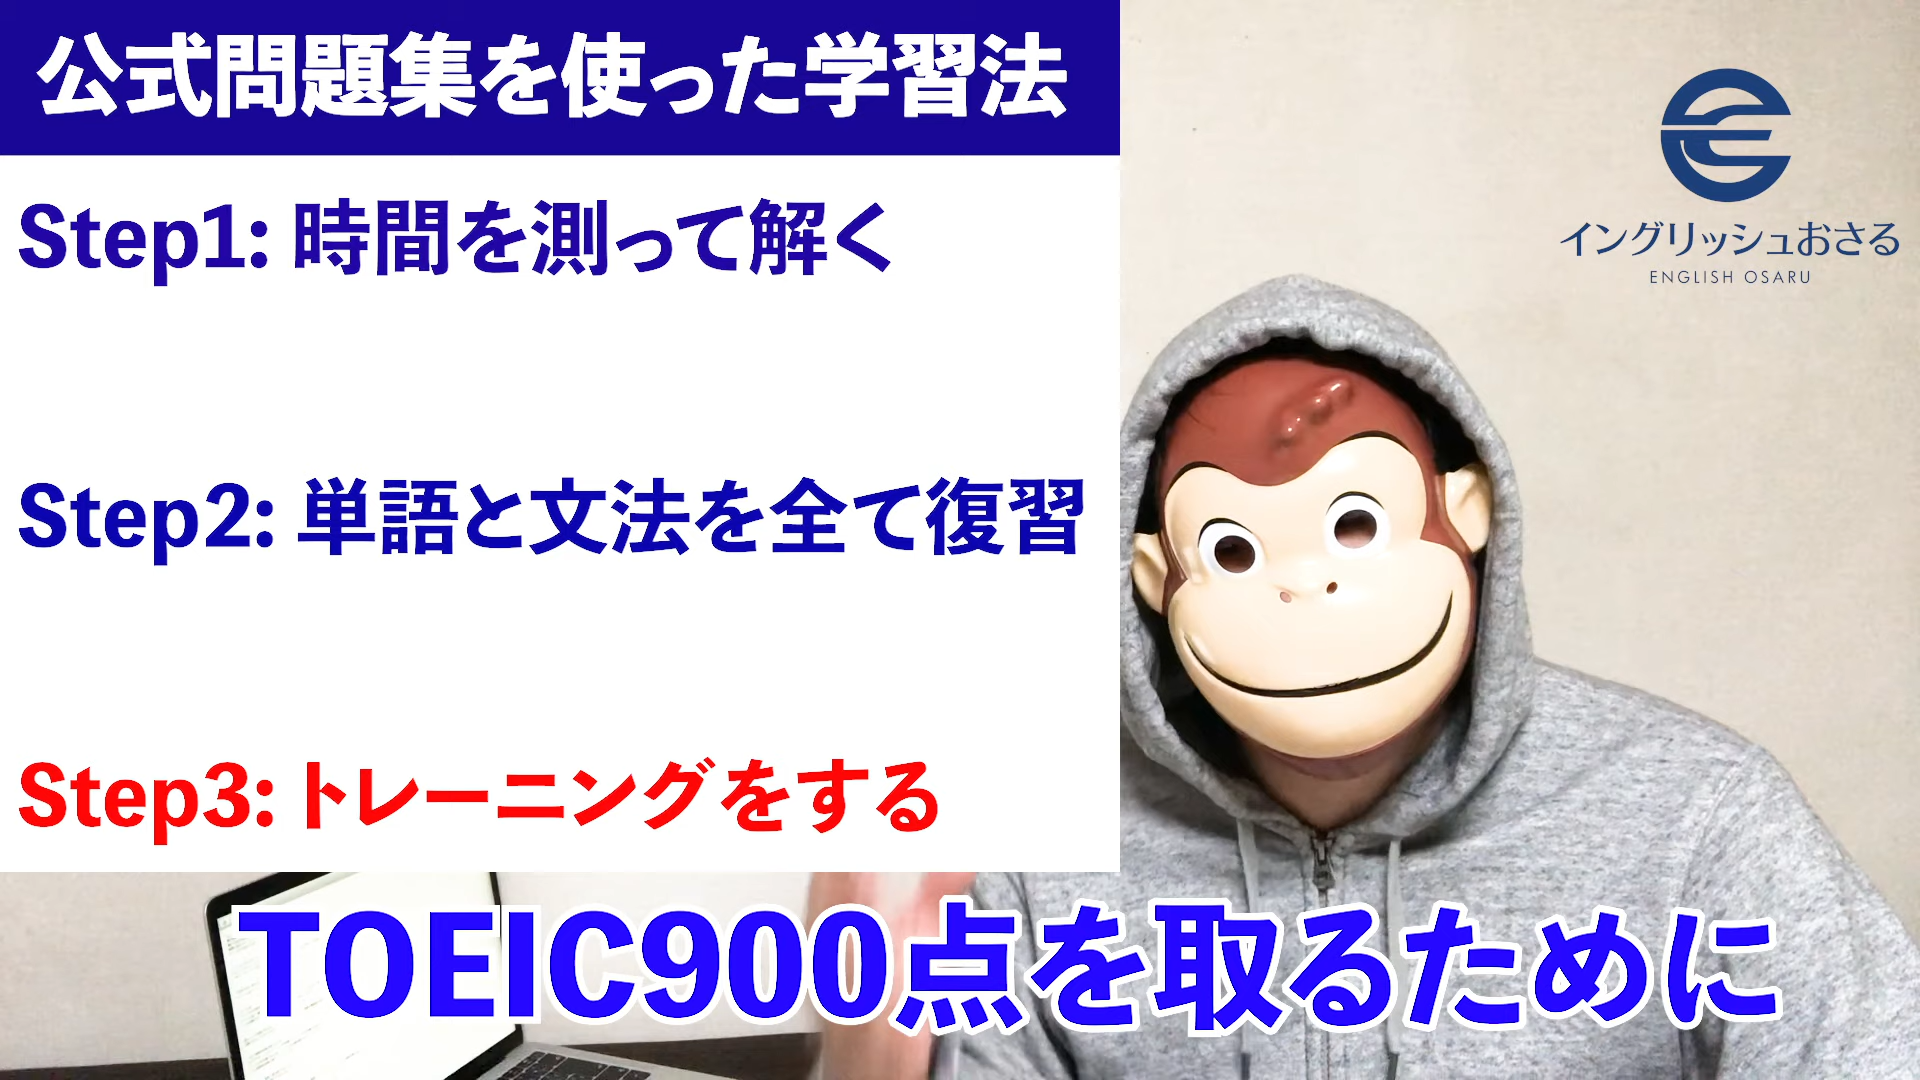 公式問題集を使った学習法
Step1: 時間を測って解く
Step2: 単語と文法を全て復習
Step3: トレーニングをする
イングリッシュおさる
ENGLISH OSARU
TOEIC900点を取るために